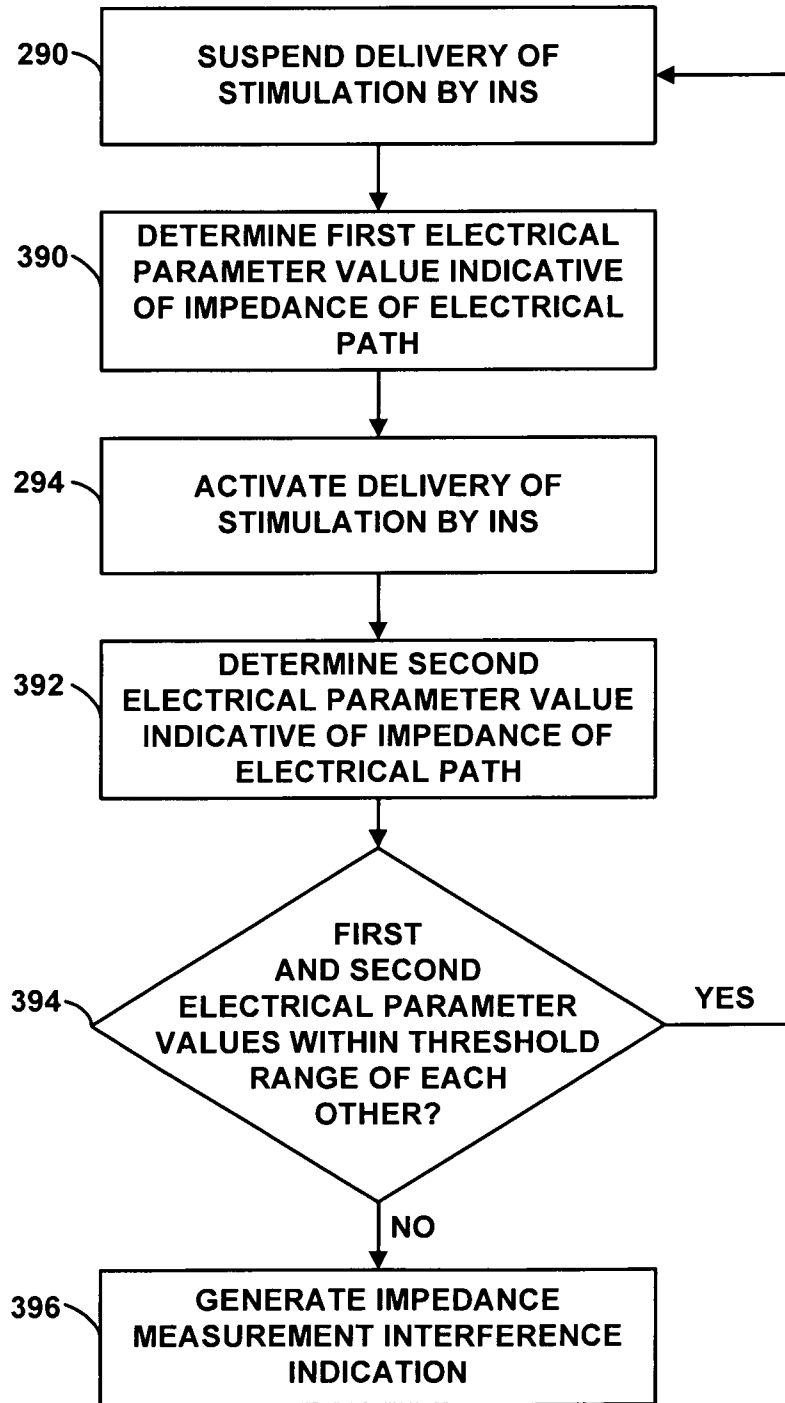 290
SUSPEND DELIVERY OF
STIMULATION BY INS
390
DETERMINE FIRST ELECTRICAL
PARAMETER VALUE INDICATIVE
OF IMPEDANCE OF ELECTRICAL
PATH
294
ACTIVATE DELIVERY OF
STIMULATION BY INS
392
DETERMINE SECOND
ELECTRICAL PARAMETER VALUE
INDICATIVE OF IMPEDANCE OF
ELECTRICAL PATH
394
FIRST
AND SECOND
ELECTRICAL PARAMETER
VALUES WITHIN THRESHOLD
RANGE OF EACH
OTHER?
YES
NO
396
GENERATE IMPEDANCE
MEASUREMENT INTERFERENCE
INDICATION